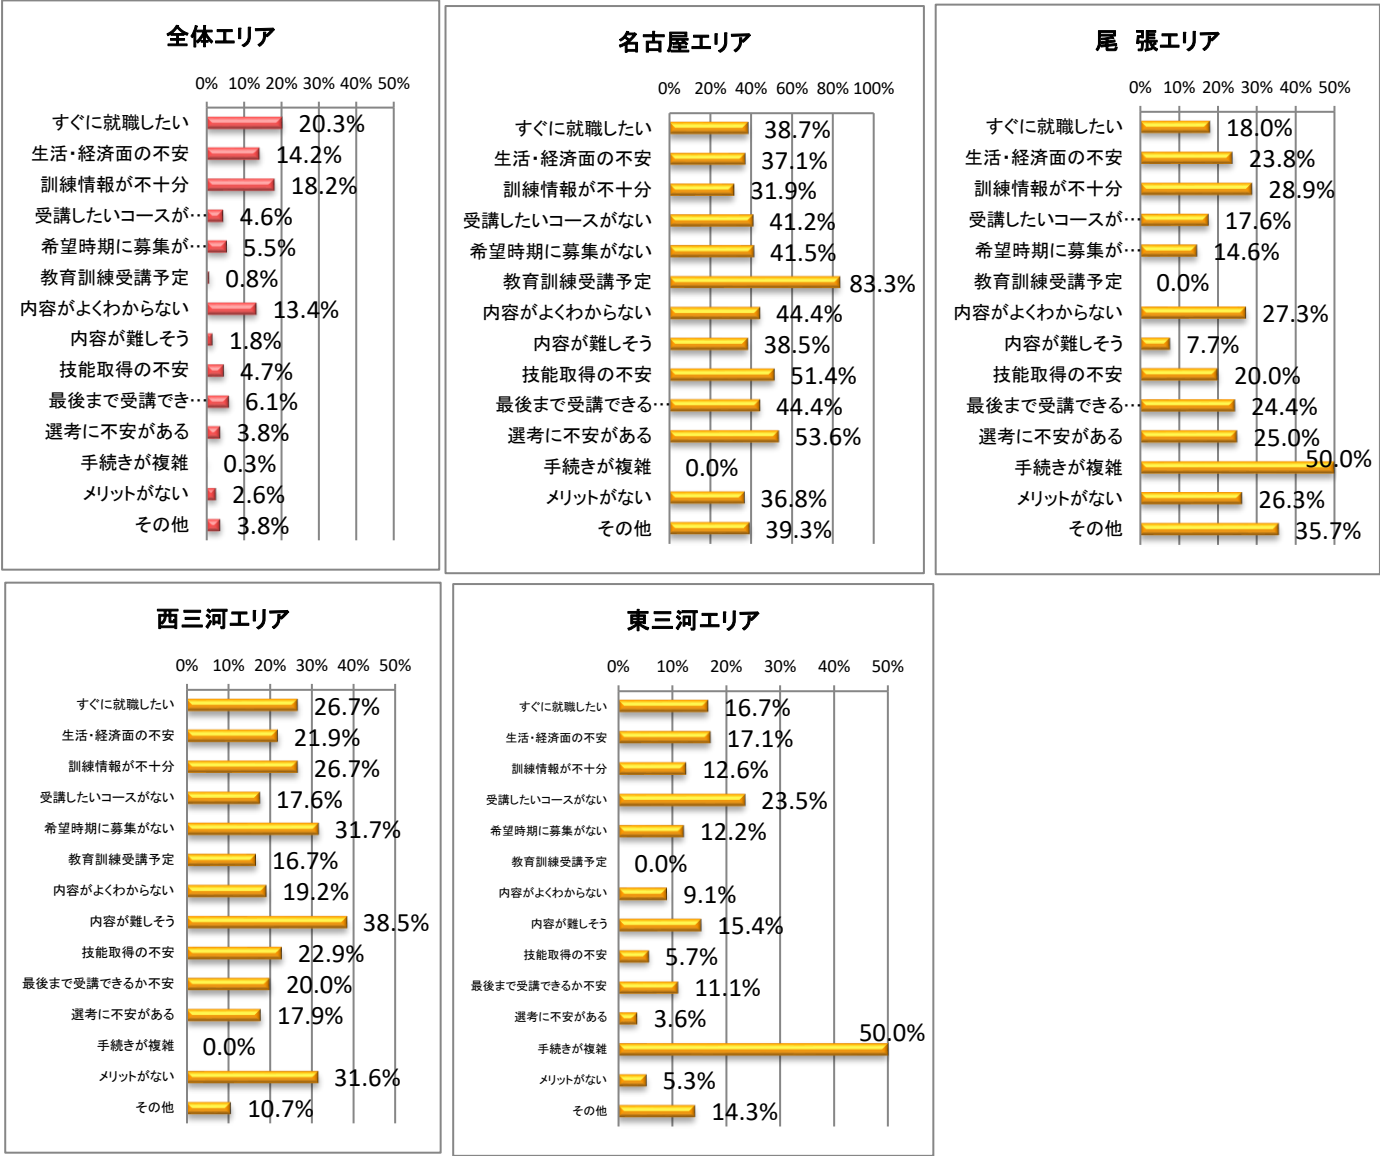 全体エリア
0% 10% 20% 30% 40% 50%
すぐに就職したい 20.3%
生活・経済面の不安 14.2%
訓練情報が不十分 18.2%
受講したいコースが… 4.6%
希望時期に募集が… 5.5%
教育訓練受講予定 0.8%
内容がよくわからない 13.4%
内容が難しそう 1.8%
技能取得の不安 4.7%
最後まで受講でき… 6.1%
選考に不安がある 3.8%
手続きが複雑 0.3%
メリットがない 2.6%
その他 3.8%
名古屋エリア
0% 20% 40% 60% 80% 100%
すぐに就職したい 38.7%
生活・経済面の不安 37.1%
訓練情報が不十分 31.9%
受講したいコースがない 41.2%
希望時期に募集がない 41.5%
教育訓練受講予定 83.3%
内容がよくわからない 44.4%
内容が難しそう 38.5%
技能取得の不安 51.4%
最後まで受講できる… 44.4%
選考に不安がある 53.6%
手続きが複雑 0.0%
メリットがない 36.8%
その他 39.3%
尾　張エリア
0% 10% 20% 30% 40% 50%
すぐに就職したい 18.0%
生活・経済面の不安 23.8%
訓練情報が不十分 28.9%
受講したいコースが… 17.6%
希望時期に募集が… 14.6%
教育訓練受講予定 0.0%
内容がよくわからない 27.3%
内容が難しそう 7.7%
技能取得の不安 20.0%
最後まで受講できる… 24.4%
選考に不安がある 25.0%
手続きが複雑 50.0%
メリットがない 26.3%
その他 35.7%
西三河エリア
0% 10% 20% 30% 40% 50%
すぐに就職したい 26.7%
生活・経済面の不安 21.9%
訓練情報が不十分 26.7%
受講したいコースがない 17.6%
希望時期に募集がない 31.7%
教育訓練受講予定 16.7%
内容がよくわからない 19.2%
内容が難しそう 38.5%
技能取得の不安 22.9%
最後まで受講できるか不安 20.0%
選考に不安がある 17.9%
手続きが複雑 0.0%
メリットがない 31.6%
その他 10.7%
東三河エリア
0% 10% 20% 30% 40% 50%
すぐに就職したい 16.7%
生活・経済面の不安 17.1%
訓練情報が不十分 12.6%
受講したいコースがない 23.5%
希望時期に募集がない 12.2%
教育訓練受講予定 0.0%
内容がよくわからない 9.1%
内容が難しそう 15.4%
技能取得の不安 5.7%
最後まで受講できるか不安 11.1%
選考に不安がある 3.6%
手続きが複雑 50.0%
メリットがない 5.3%
その他 14.3%